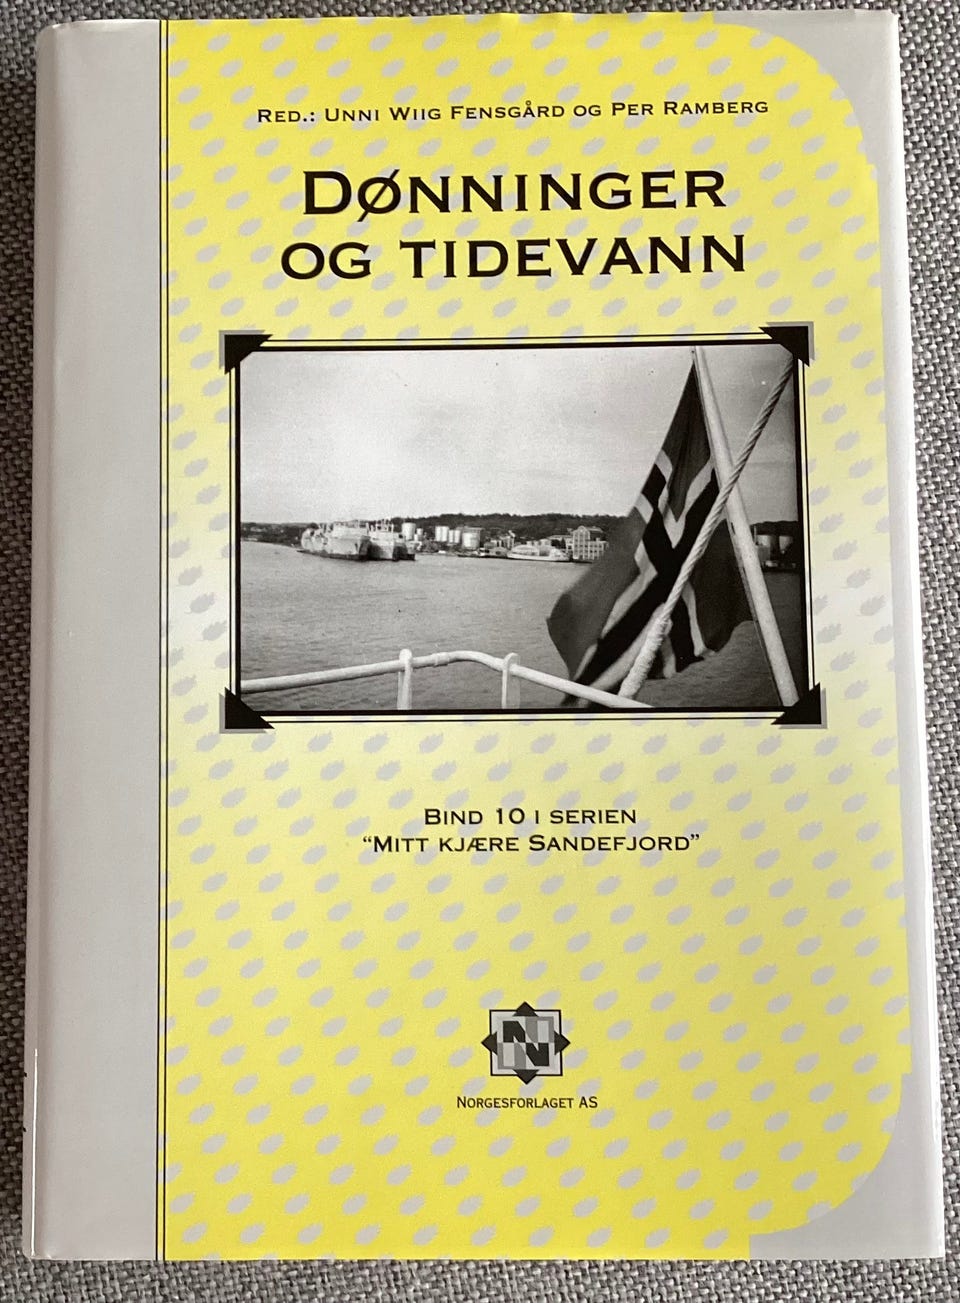 RED.: UNNI WIIG FENSGÅRD OG PER RAMBERG
DØNNINGER
OG TIDEVANN
BIND 10 I SERIEN
“MITT KJÆRE SANDEFJORD”
NORGESFORLAGET AS